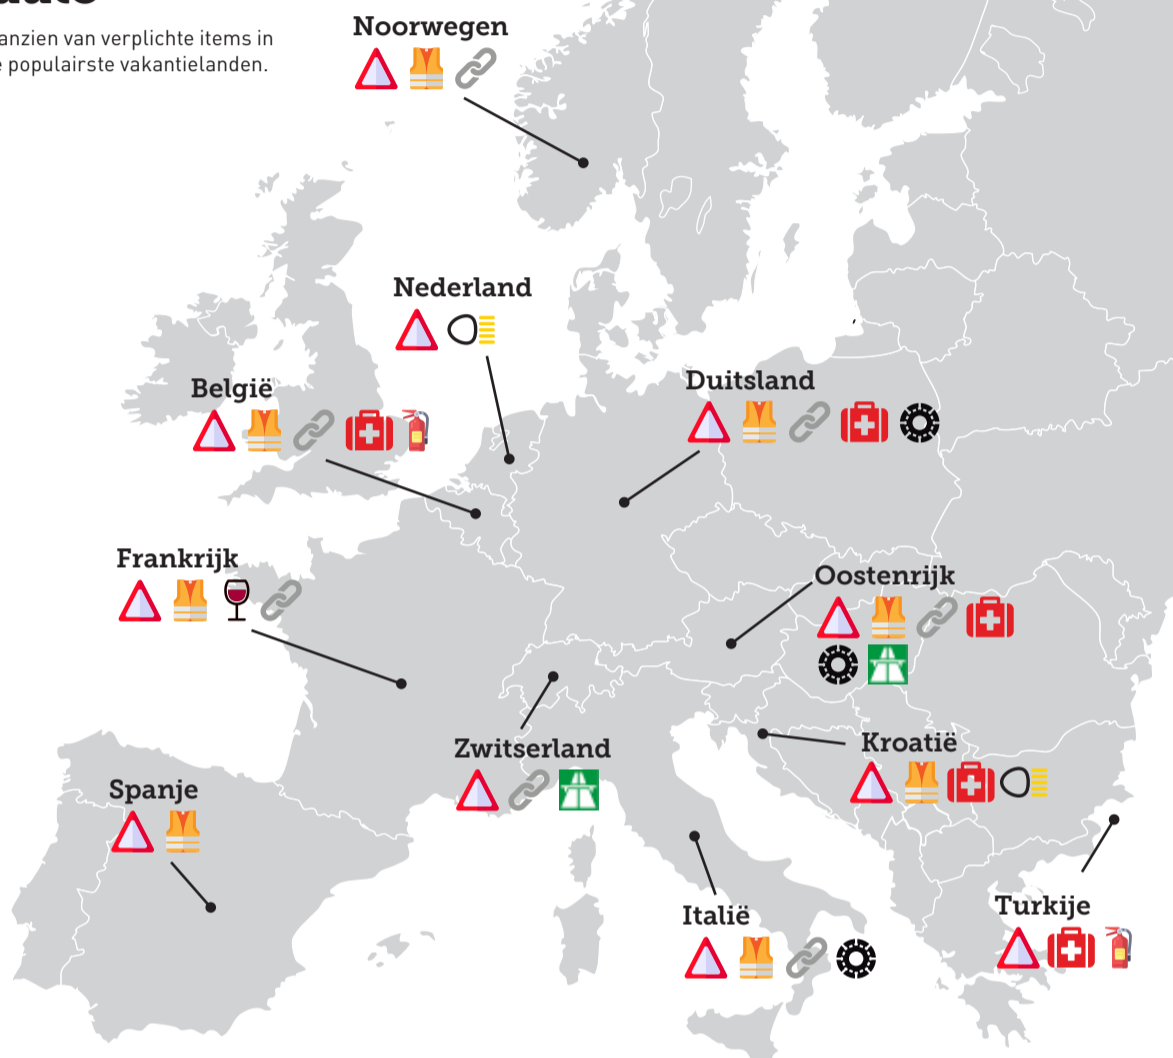 anzien van verplichte items in
populairste vakantielanden.
Noorwegen
Nederland
België
Duitsland
Frankrijk
Oostenrijk
Zwitserland
Kroatië
Spanje
Italië
Turkije